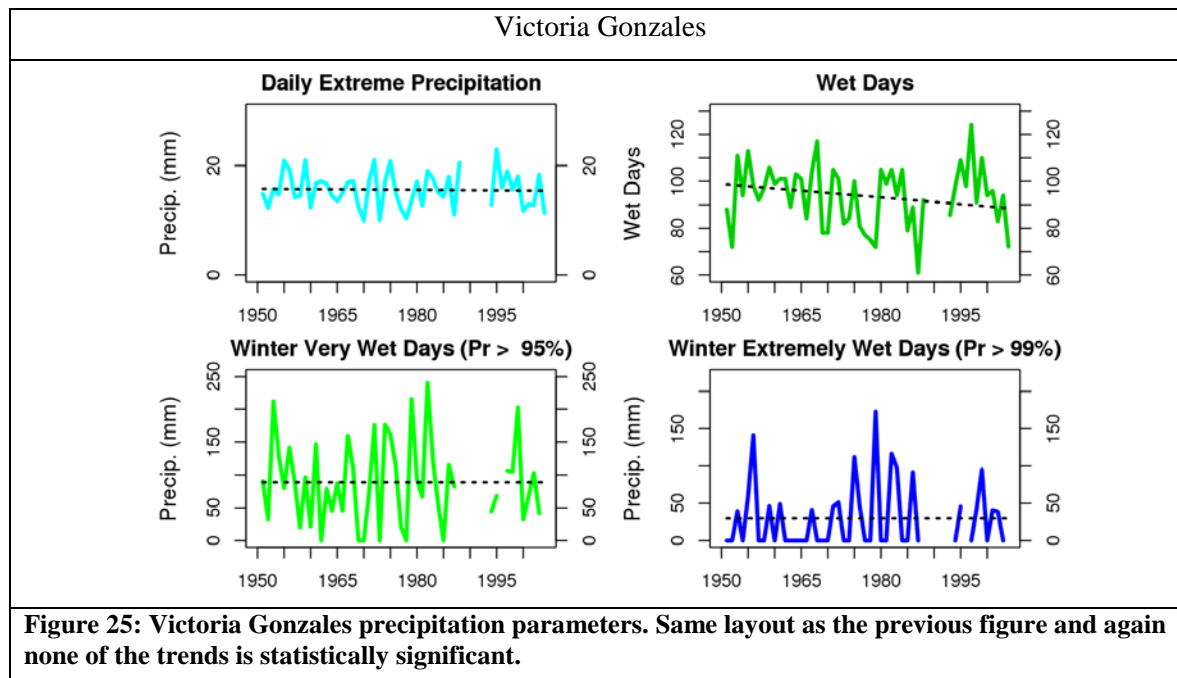 Victoria Gonzales
Daily Extreme Precipitation
Precip. (mm)
0 20
0 20
1950 1965 1980 1995
Wet Days
Wet Days
60 80 100 120
60 80 100 120
1950 1965 1980 1995
Winter Very Wet Days (Pr > 95%)
Precip. (mm)
0 50 150 250
0 50 150 250
1950 1965 1980 1995
Winter Extremely Wet Days (Pr > 99%)
Precip. (mm)
0 50 150
0 50 150
1950 1965 1980 1995
Figure 25: Victoria Gonzales precipitation parameters. Same layout as the previous figure and again
none of the trends is statistically significant.